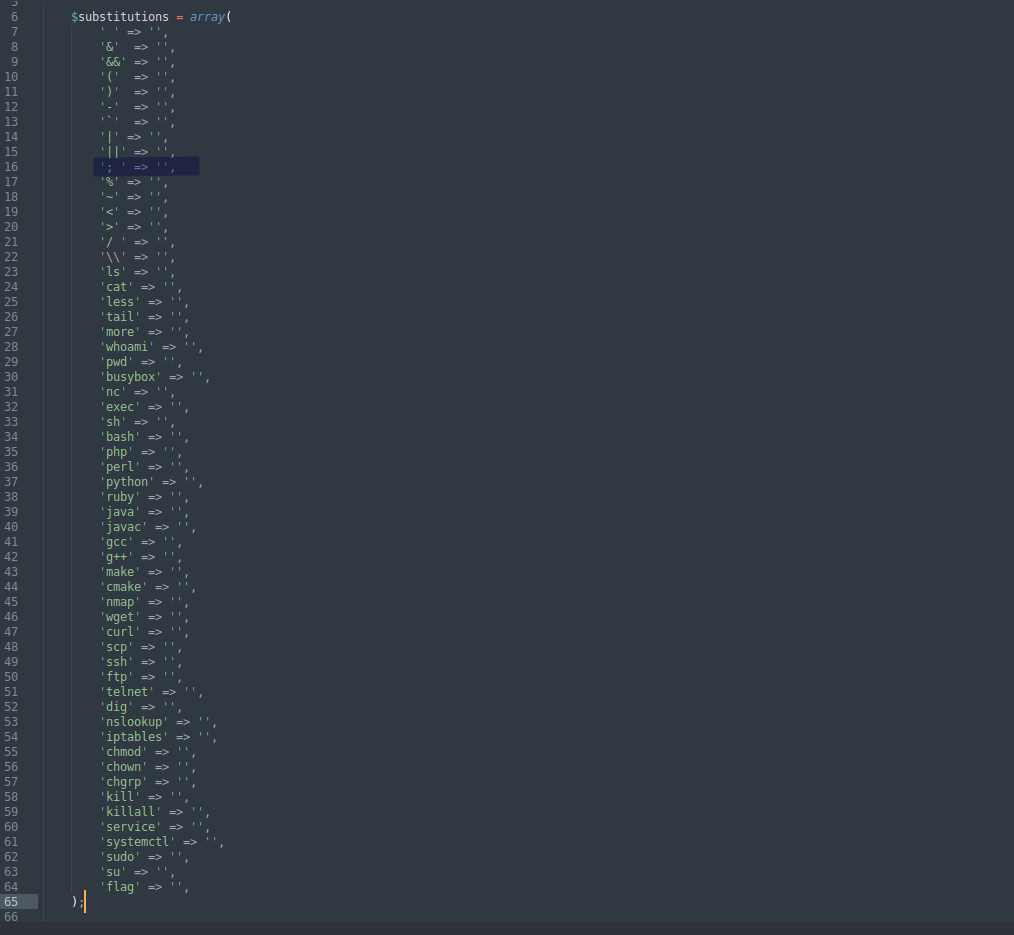 5
6 $substitutions = array(
7 ' ' => '',
8 '&'  => '',
9 '&&' => '',
10 '('  => '',
11 ')'  => '',
12 '-'  => '',
13 '`'  => '',
14 '|' => '',
15 '||' => '',
16 '; ' => '',
17 '%' => '',
18 '~' => '',
19 '<' => '',
20 '>' => '',
21 '/ ' => '',
22 '\\' => '',
23 'ls' => '',
24 'cat' => '',
25 'less' => '',
26 'tail' => '',
27 'more' => '',
28 'whoami' => '',
29 'pwd' => '',
30 'busybox' => '',
31 'nc' => '',
32 'exec' => '',
33 'sh' => '',
34 'bash' => '',
35 'php' => '',
36 'perl' => '',
37 'python' => '',
38 'ruby' => '',
39 'java' => '',
40 'javac' => '',
41 'gcc' => '',
42 'g++' => '',
43 'make' => '',
44 'cmake' => '',
45 'nmap' => '',
46 'wget' => '',
47 'curl' => '',
48 'scp' => '',
49 'ssh' => '',
50 'ftp' => '',
51 'telnet' => '',
52 'dig' => '',
53 'nslookup' => '',
54 'iptables' => '',
55 'chmod' => '',
56 'chown' => '',
57 'chgrp' => '',
58 'kill' => '',
59 'killall' => '',
60 'service' => '',
61 'systemctl' => '',
62 'sudo' => '',
63 'su' => '',
64 'flag' => '',
65 );
66